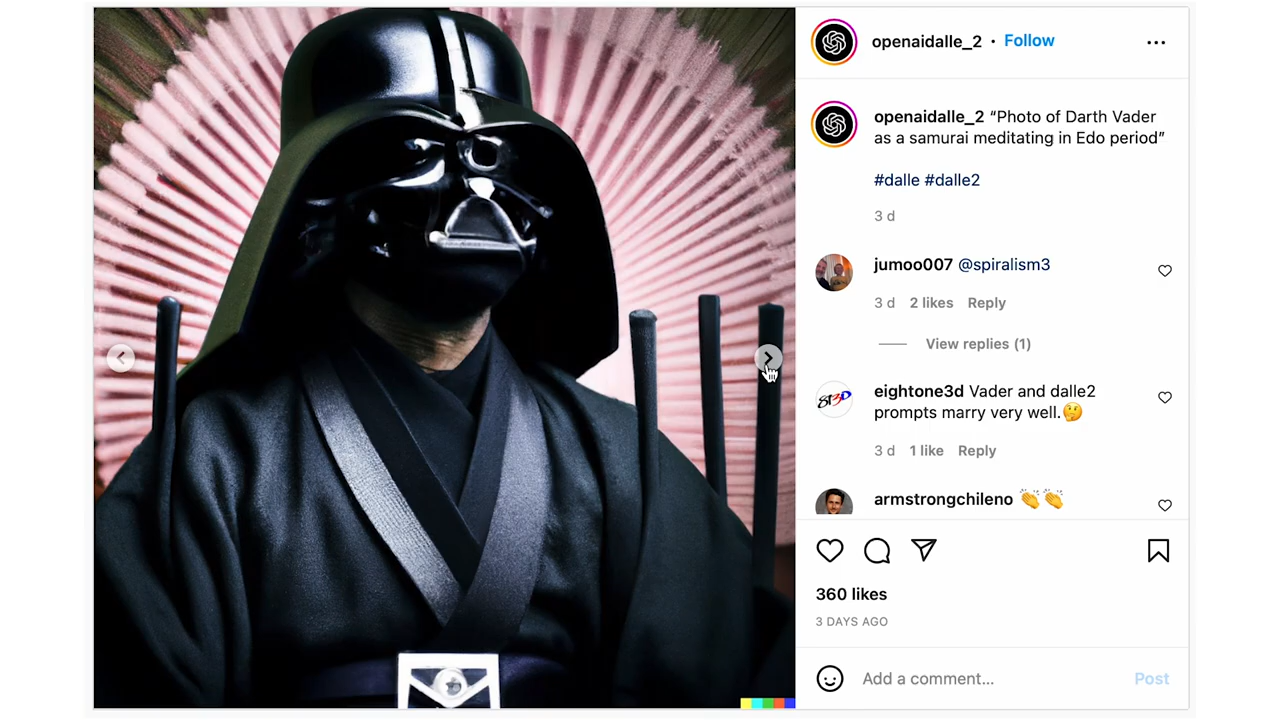 openaidalle_2 • Follow
openaidalle_2 “Photo of Darth Vader
as a samurai meditating in Edo period”
#dalle #dalle2
3 d
jumoo007 @spiralism3
3 d 2 likes Reply
View replies (1)
eightone3d Vader and dalle2
prompts marry very well.🤔
3 d 1 like Reply
armstrongchileno 👏👏
360 likes
3 DAYS AGO
Add a comment...
Post